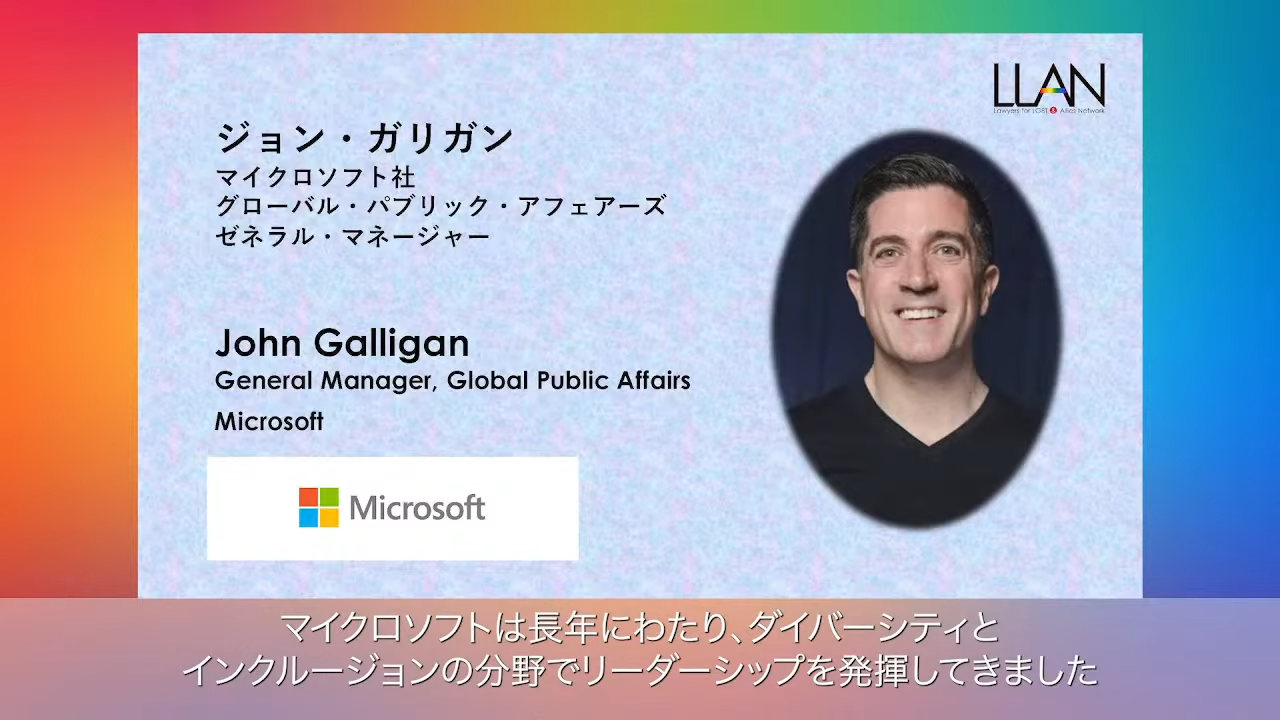 LLAN
Lawyers for LGBT & Allies Network
ジョン・ガリガン
マイクロソフト社
グローバル・パブリック・アフェアーズ
ゼネラル・マネージャー
John Galligan
General Manager, Global Public Affairs
Microsoft
Microsoft
マイクロソフトは長年にわたり、ダイバーシティと
インクルージョンの分野でリーダーシップを発揮してきました